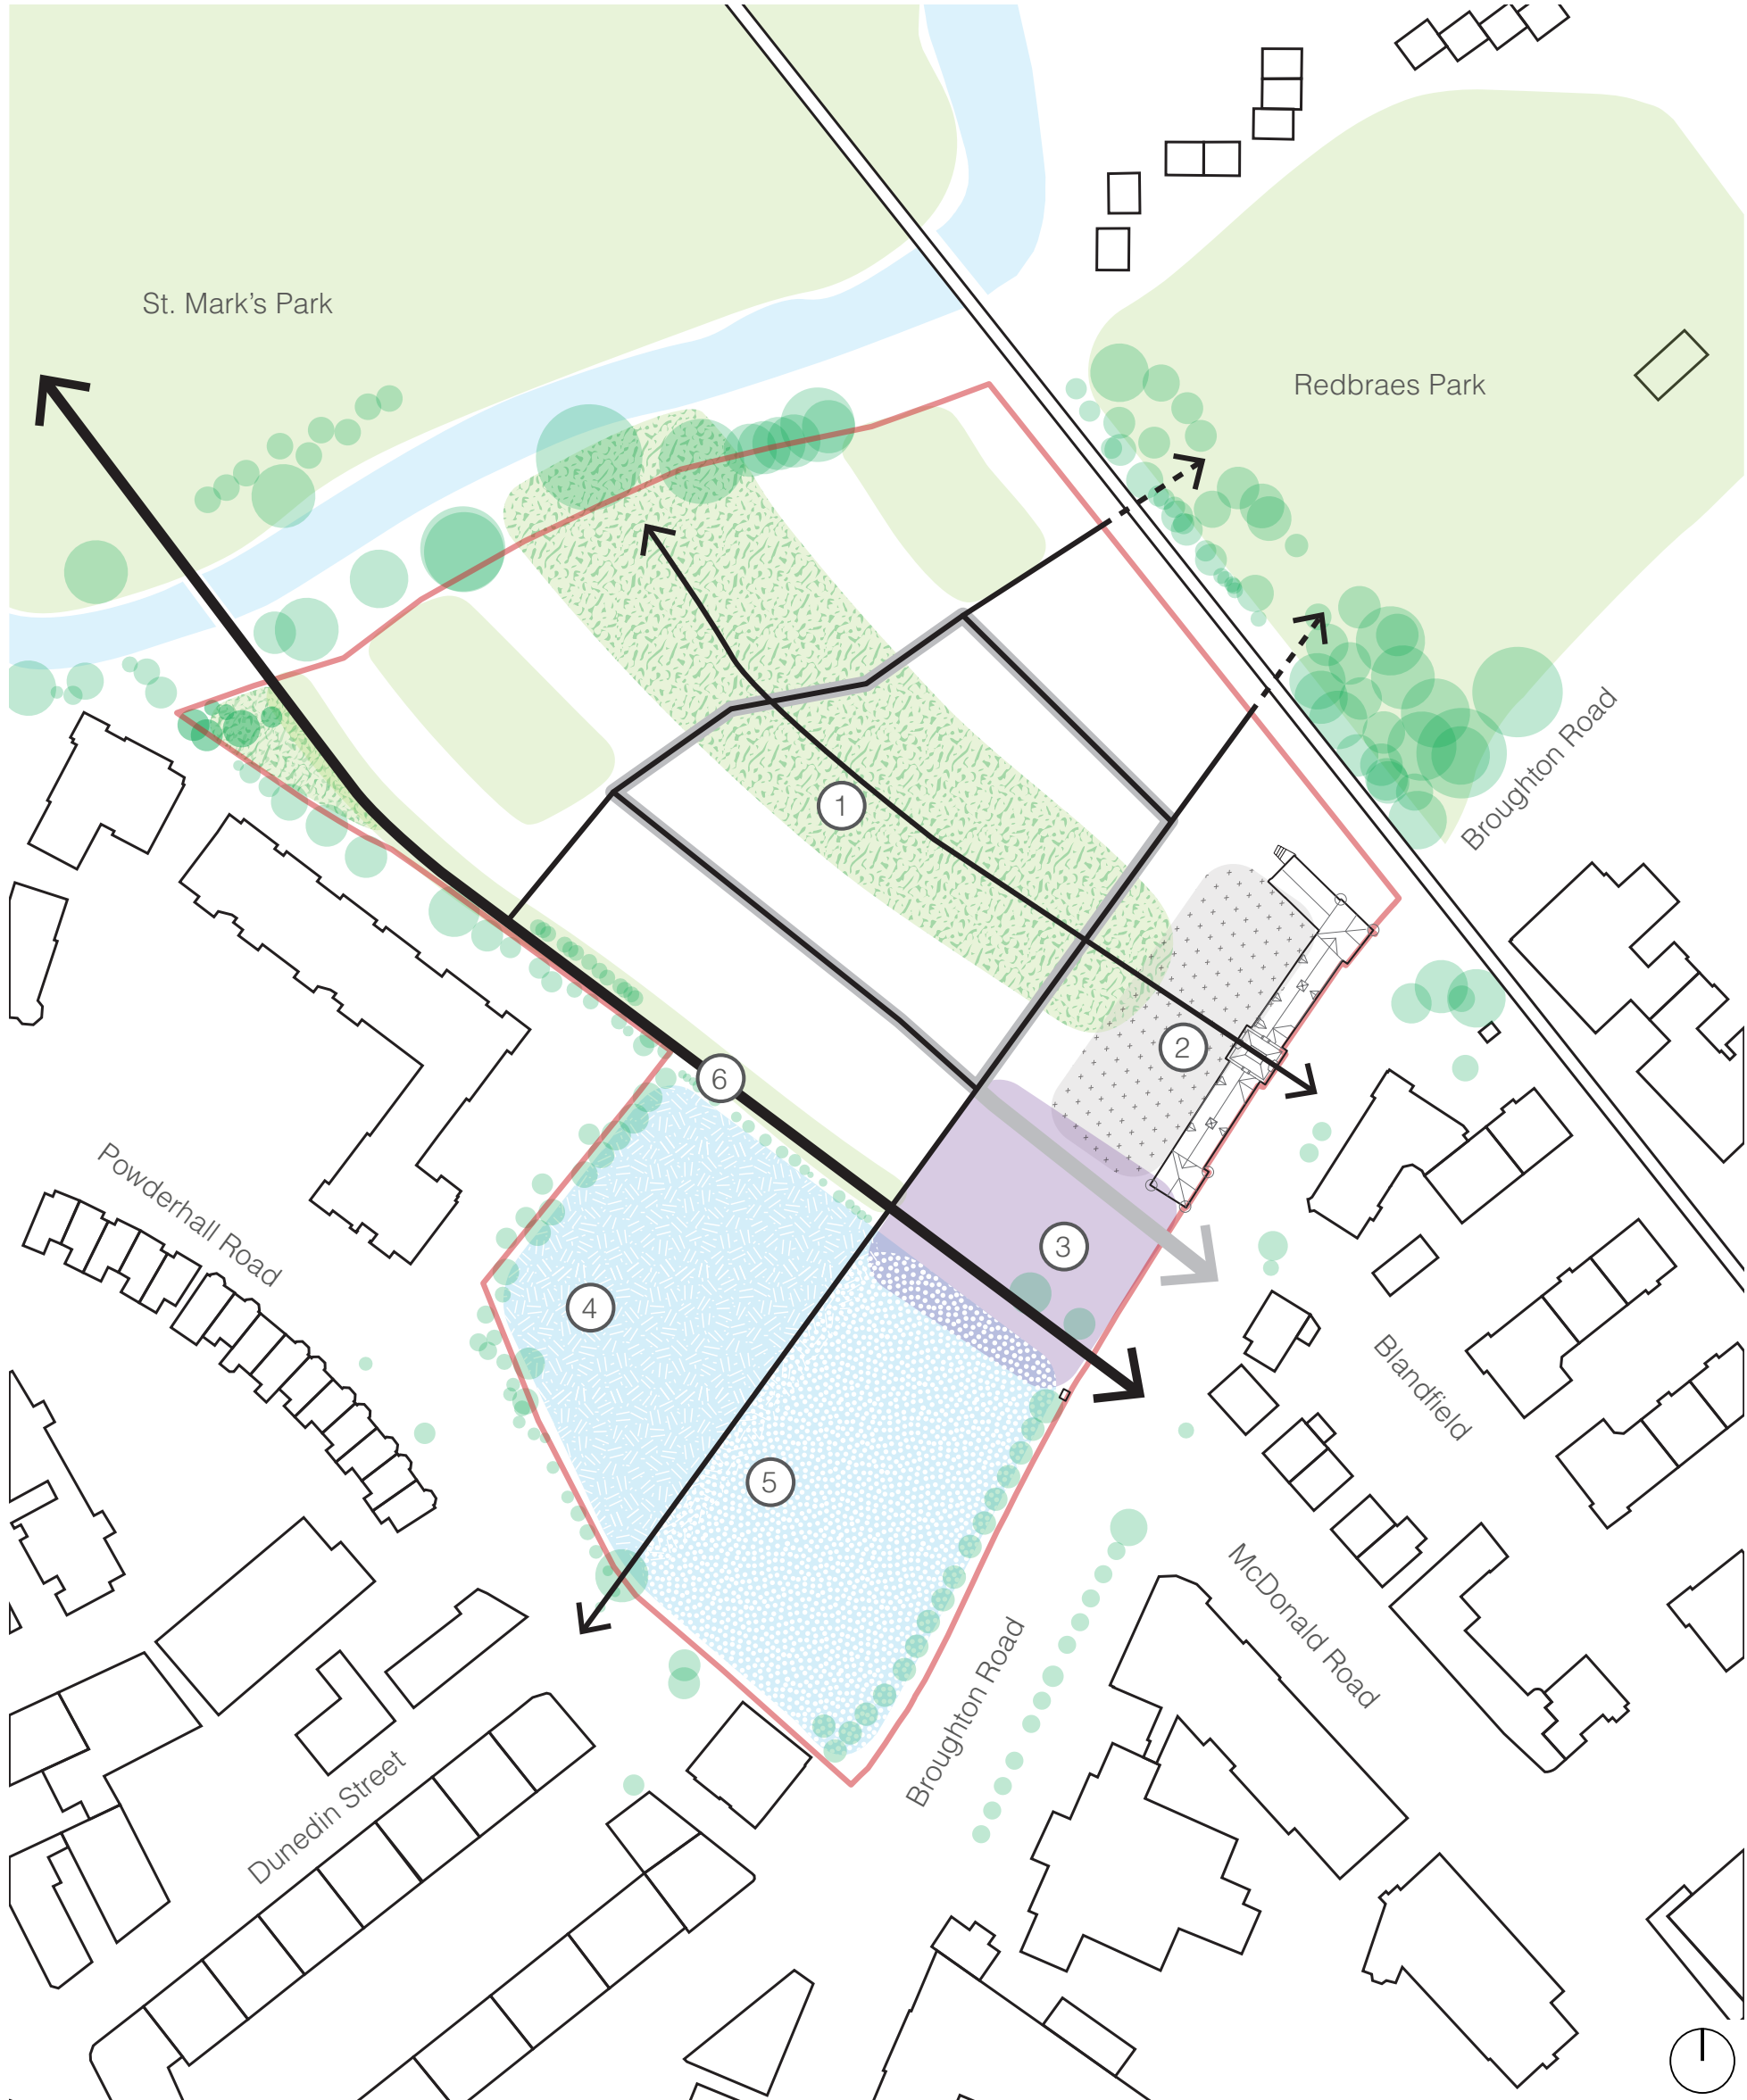 St. Mark's Park
Redbraes Park
Broughton Road
1
2
6
3
4
5
Powderhall Road
Blandfield
McDonald Road
Broughton Road
Dunedin Street